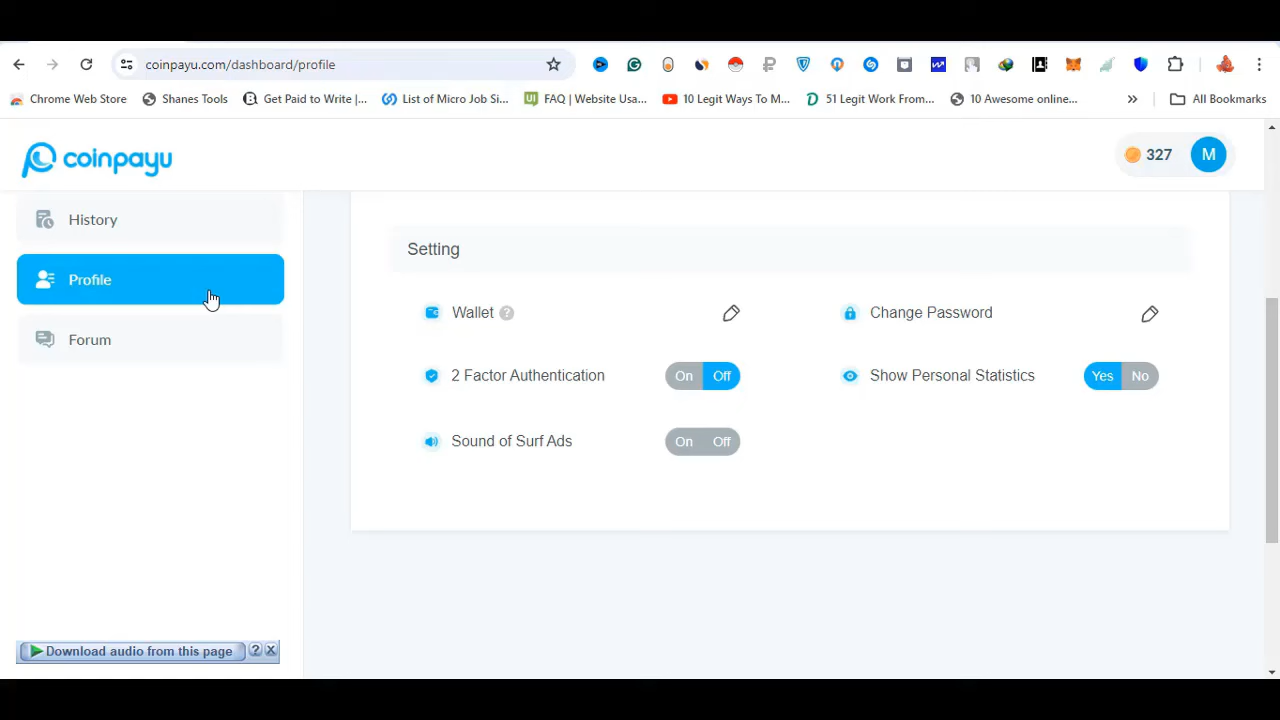 coinpayu.com/dashboard/profile
Chrome Web Store Shanes Tools Get Paid to Write |... List of Micro Job Si... FAQ | Website Usa... 10 Legit Ways To M... 51 Legit Work From... 10 Awesome online... » All Bookmarks
coinpayu
327 M
History
Profile
Forum
Setting
Wallet ? Change Password
2 Factor Authentication On Off Show Personal Statistics Yes No
Sound of Surf Ads On Off
Download audio from this page ? X